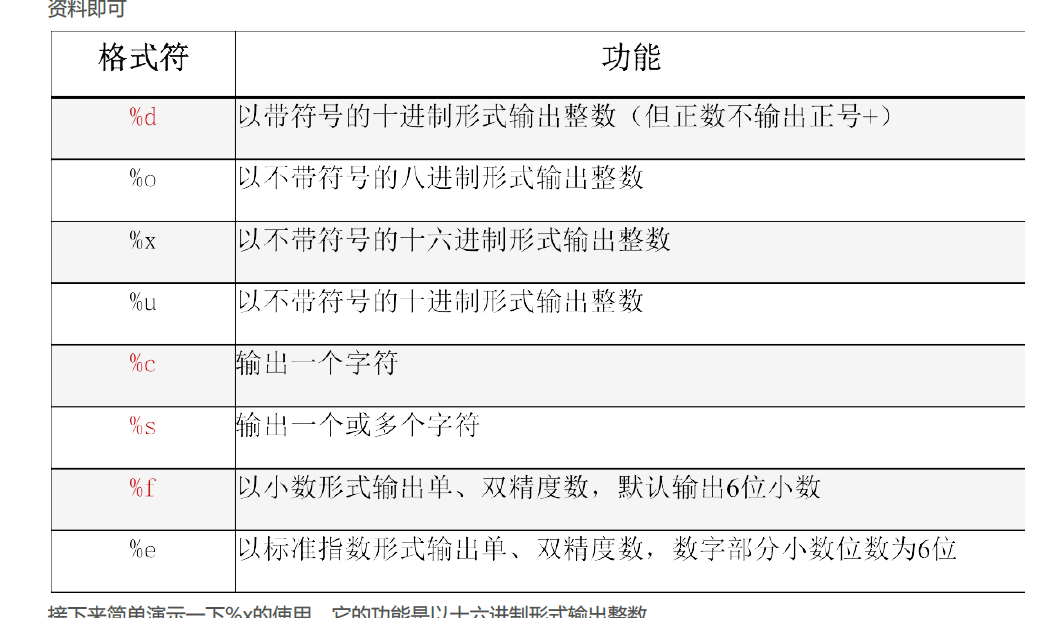 资料即可
格式符 功能
%d 以带符号的十进制形式输出整数（但正数不输出正号+）
%o 以不带符号的八进制形式输出整数
%x 以不带符号的十六进制形式输出整数
%u 以不带符号的十进制形式输出整数
%c 输出一个字符
%s 输出一个或多个字符
%f 以小数形式输出单、双精度数，默认输出6位小数
%e 以标准指数形式输出单、双精度数，数字部分小数位数为6位
接下来简单演示一下%x的使用，它的功能是以十六进制形式输出整数